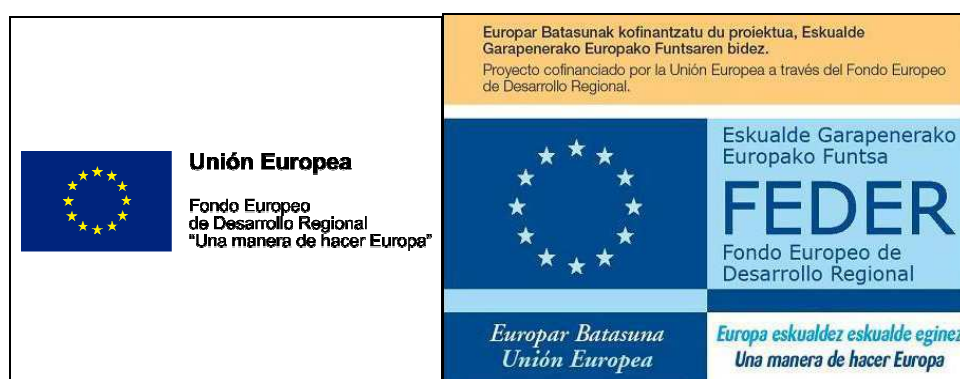 Unión Europea
Fondo Europeo
de Desarrollo Regional
"Una manera de hacer Europa"
Europar Batasunak kofinantzatu du proiektua, Eskualde
Garapenerako Europako Funtsaren bidez.
Proyecto cofinanciado por la Unión Europea a través del Fondo Europeo
de Desarrollo Regional.
Eskualde Garapenerako
Europako Funtsa
FEDER
Fondo Europeo de
Desarrollo Regional
Europar Batasuna
Unión Europea
Europa eskualdez eskualde eginez
Una manera de hacer Europa